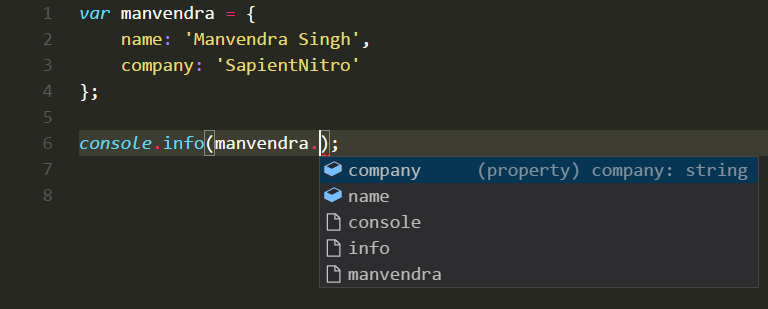 1 var manvendra = {
2     name: 'Manvendra Singh',
3     company: 'SapientNitro'
4 };
5
6 console.info(manvendra.);
7 company (property) company: string
8 name
console
info
manvendra